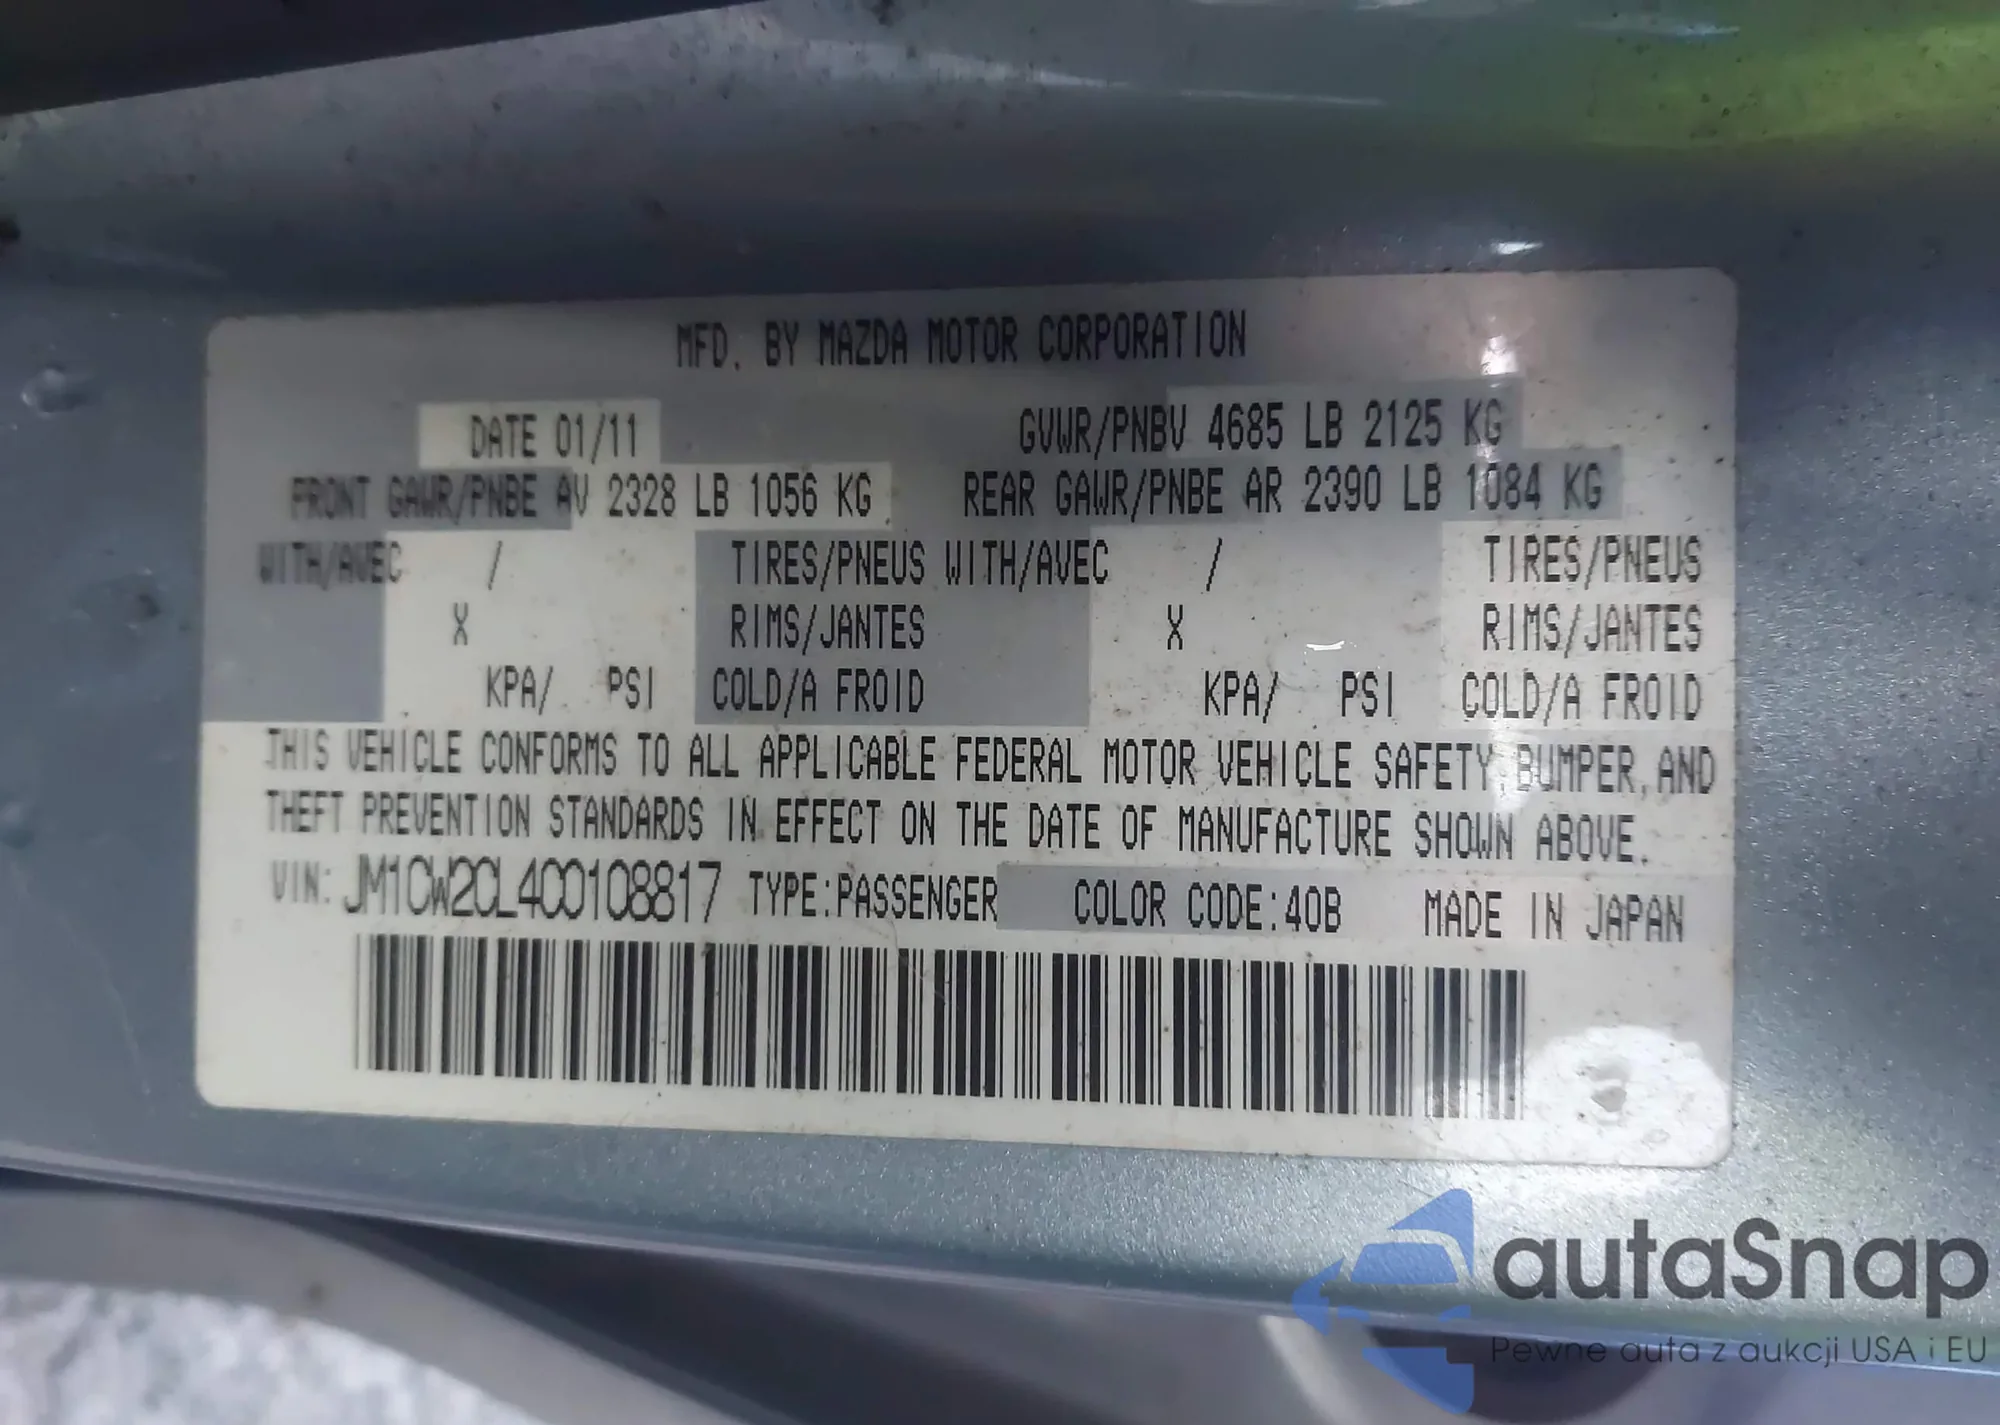 MFD. BY MAZDA MOTOR CORPORATION
DATE 01/11 GVWR/PNBV 4685 LB 2125 KG
FRONT GAWR/PNBE AV 2328 LB 1056 KG REAR GAWR/PNBE AR 2390 LB 1084 KG
WITH/AVEC / TIRES/PNEUS WITH/AVEC / TIRES/PNEUS
X RIMS/JANTES X RIMS/JANTES
KPA/ PSI COLD/A FROID KPA/ PSI COLD/A FROID
THIS VEHICLE CONFORMS TO ALL APPLICABLE FEDERAL MOTOR VEHICLE SAFETY, BUMPER, AND
THEFT PREVENTION STANDARDS IN EFFECT ON THE DATE OF MANUFACTURE SHOWN ABOVE.
VIN: JM1CW2CL4C0108817 TYPE:PASSENGER COLOR CODE:40B MADE IN JAPAN
autaSnap
Pewne auta z aukcji USA i EU